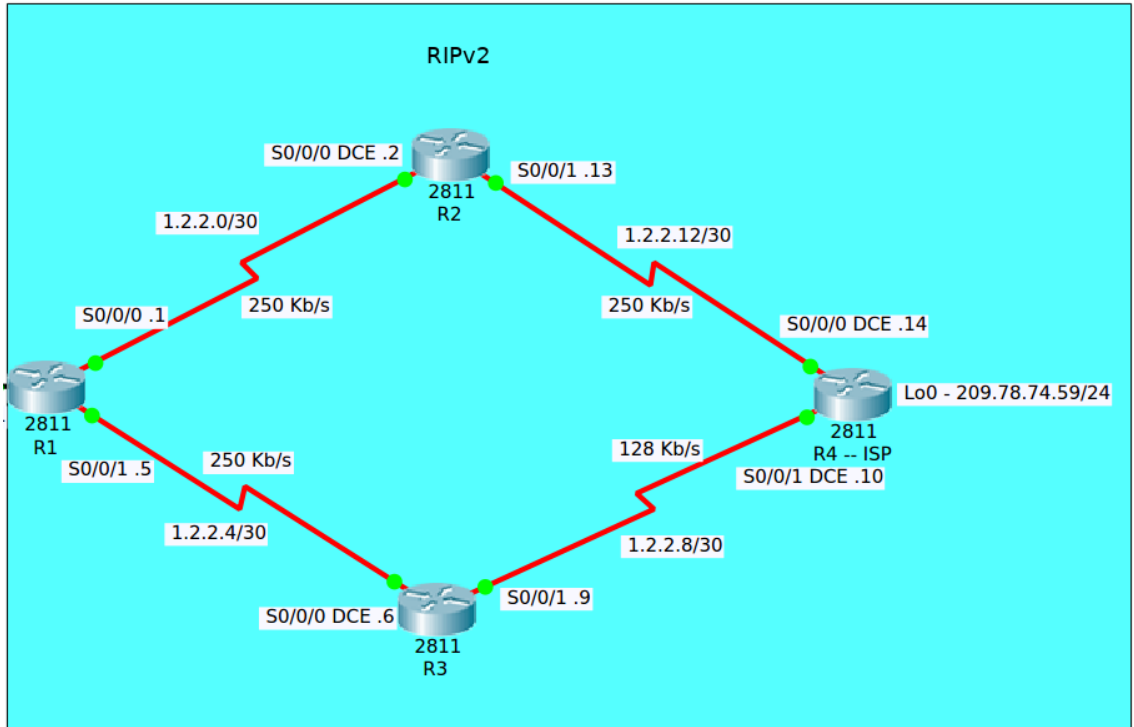 RIPv2
S0/0/0 DCE .2
S0/0/1 .13
2811
R2
1.2.2.0/30
1.2.2.12/30
250 Kb/s
250 Kb/s
S0/0/0 .1
S0/0/0 DCE .14
Lo0 - 209.78.74.59/24
2811
R1
2811
R4 -- ISP
128 Kb/s
250 Kb/s
S0/0/1 .5
S0/0/1 DCE .10
1.2.2.4/30
1.2.2.8/30
S0/0/1 .9
S0/0/0 DCE .6
2811
R3